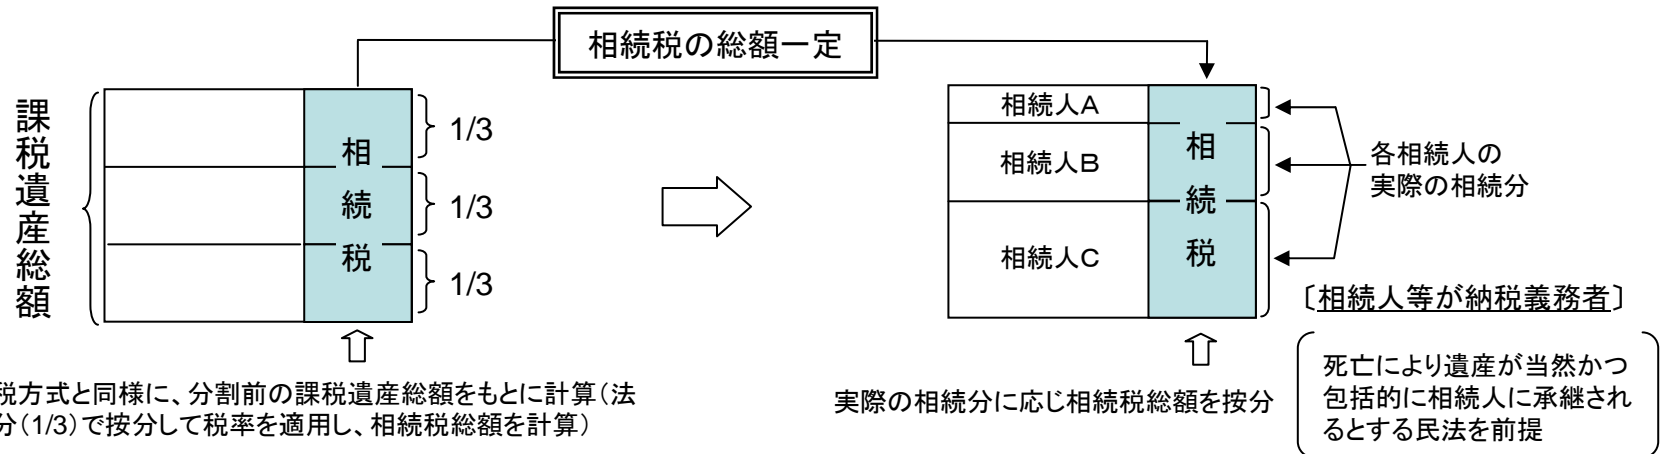 相続税の総額一定
課税遺産総額
相続税
1/3
1/3
1/3
税方式と同様に、分割前の課税遺産総額をもとに計算(法
分(1/3)で按分して税率を適用し、相続税総額を計算)
相続人A
相続人B
相続人C
相続税
各相続人の
実際の相続分
〔相続人等が納税義務者〕
実際の相続分に応じ相続税総額を按分
死亡により遺産が当然かつ
包括的に相続人に承継され
るとする民法を前提